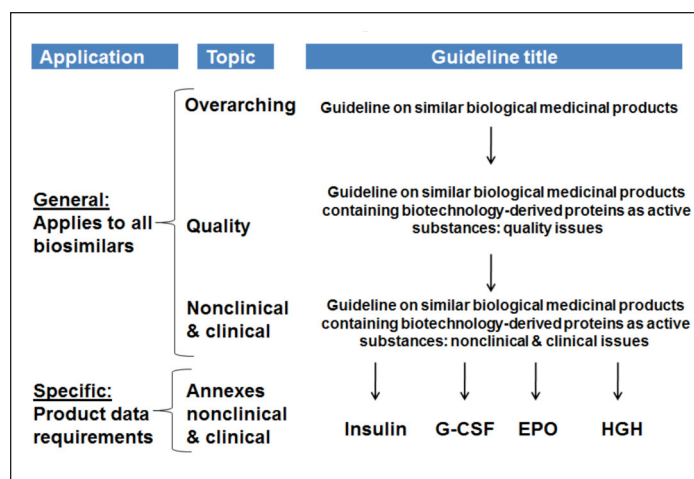 Application
Topic
Guideline title
Overarching
Guideline on similar biological medicinal products
General:
Applies to all
biosimilars
Quality
Guideline on similar biological medicinal products
containing biotechnology-derived proteins as active
substances: quality issues
Nonclinical
& clinical
Guideline on similar biological medicinal products
containing biotechnology-derived proteins as active
substances: nonclinical & clinical issues
Specific:
Product data
requirements
Annexes
nonclinical
& clinical
Insulin
G-CSF
EPO
HGH